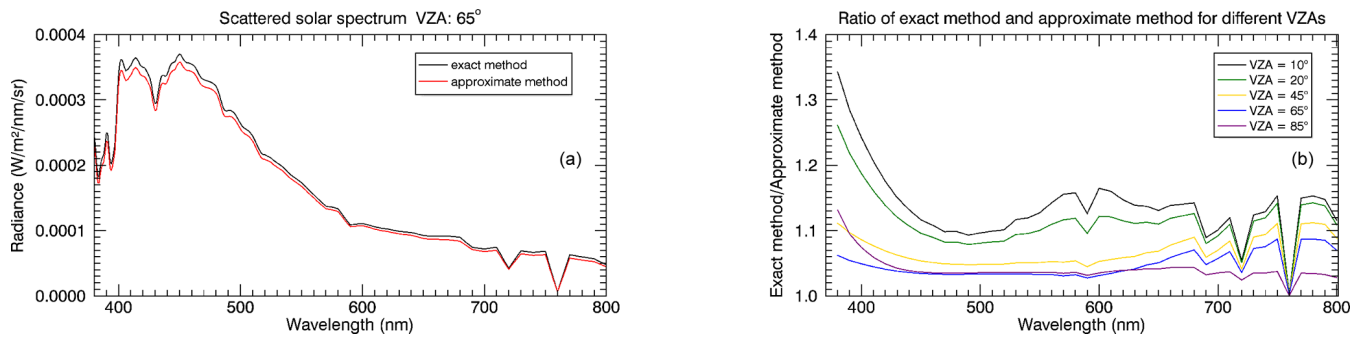 Scattered solar spectrum VZA: 65°
0.0004
0.0003
0.0002
0.0001
0.0000
Radiance (W/m²/nm/sr)
exact method
approximate method
(a)
400 500 600 700 800
Wavelength (nm)
Ratio of exact method and approximate method for different VZAs
1.4
1.3
1.2
1.1
1.0
Exact method/Approximate method
VZA = 10°
VZA = 20°
VZA = 45°
VZA = 65°
VZA = 85°
(b)
400 500 600 700 800
Wavelength (nm)